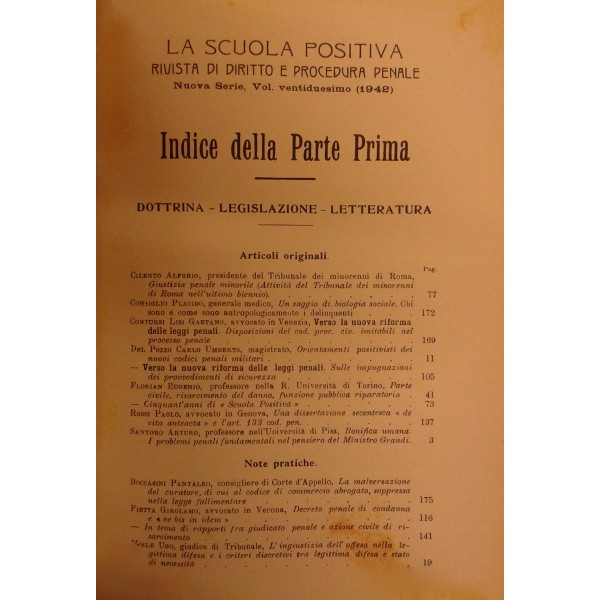 LA SCUOLA POSITIVA
RIVISTA DI DIRITTO E PROCEDURA PENALE
Nuova Serie, Vol. ventiduesimo (1942)
Indice della Parte Prima
DOTTRINA - LEGISLAZIONE - LETTERATURA
Articoli originali.
Pag.
CILENTO ALFERIO, presidente del Tribunale dei minorenni di Roma,
Giustizia penale minorile (Attività del Tribunale dei minorenni
di Roma nell'ultimo biennio). . . . . . . . . 77
CONSIGLIO PLACIDO, generale medico, Un saggio di biologia sociale. Chi
sono e come sono antropologicamente i delinquenti . . . . 172
CONTURSI LISI GAETANO, avvocato in Venezia, Verso la nuova riforma
delle leggi penali. Disposizioni del cod. proc. civ. imitabili nel
processo penale . . . . . . . . . . 169
DEL POZZO CARLO UMBERTO, magistrato, Orientamenti positivisti dei
nuovi codici penali militari . . . . . . . . 11
— Verso la nuova riforma delle leggi penali. Sulle impugnazioni
dei provvedimenti di sicurezza . . . . . . . 105
FLORIAN EUGENIO, professore nella R. Università di Torino, Parte
civile, risarcimento del danno, funzione pubblica riparatoria . 41
— Cinquant'anni di « Scuola Positiva » . . . . . . 73
ROSSI PAOLO, avvocato in Genova, Una dissertazione secentesca « de
vita anteacta » e l'art. 133 cod. pen. . . . . . . 137
SANTORO ARTURO, professore nell'Università di Pisa, Bonifica umana.
I problemi penali fondamentali nel pensiero del Ministro Grandi. 3
Note pratiche.
BOCCASINI PANTALEO, consigliere di Corte d'Appello, La malversazione
del curatore, di cui al codice di commercio abrogato, soppressa
nella legge fallimentare . . . . . . . . 175
FIETTA GIROLAMO, avvocato in Verona, Decreto penale di condanna
e « ne bis in idem » . . . . . . . . . 116
— In tema di rapporti fra giudicato penale e azione civile di ri-
sarcimento . . . . . . . . . . . 141
UGO, giudice di Tribunale, L'ingiustizia dell'offesa nella le-
gittima difesa e i criteri discretivi tra legittima difesa e stato
di necessità . . . . . . . . . . . 19